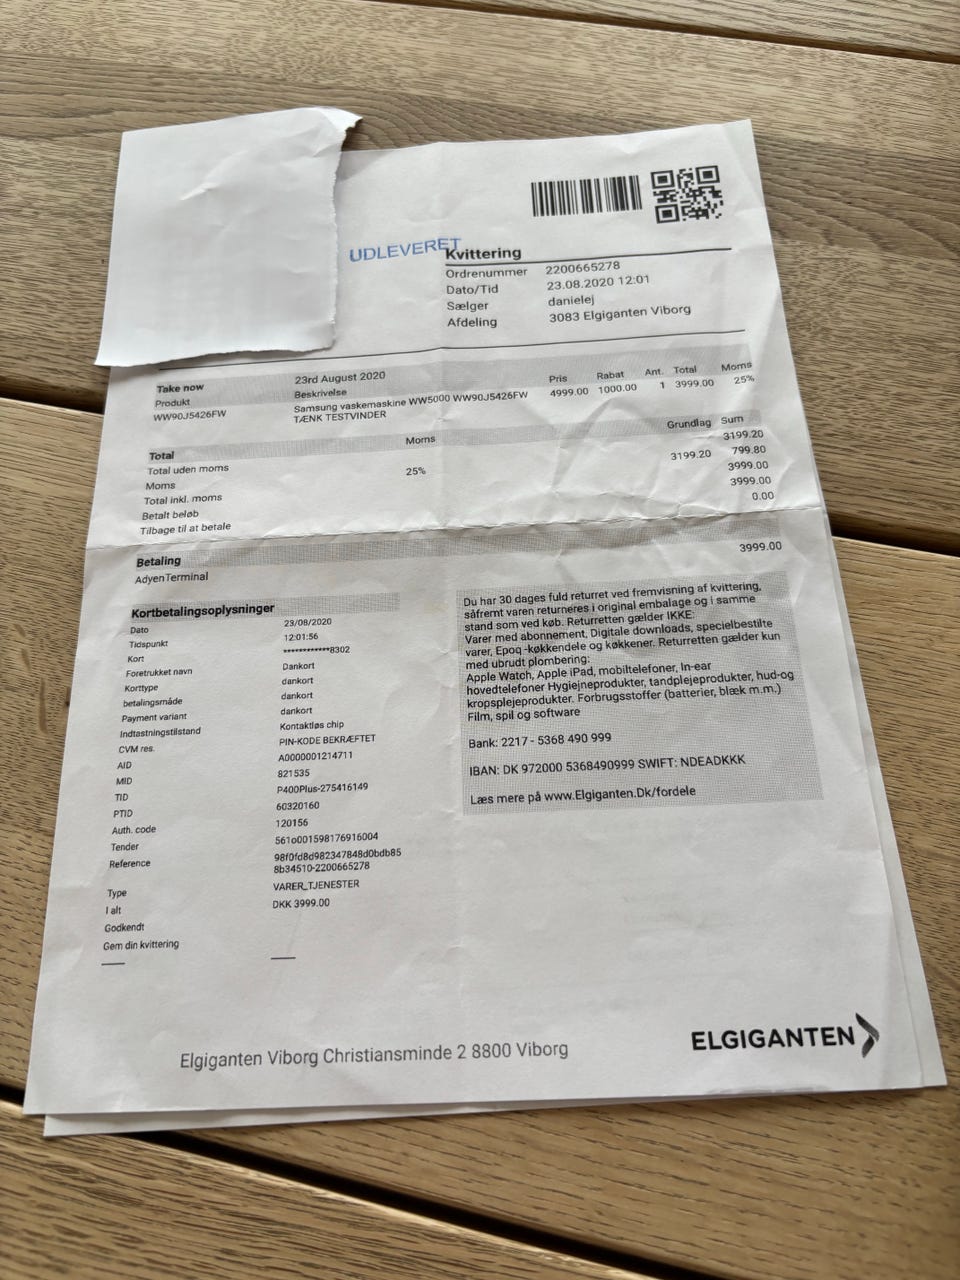 UDLEVERET
Kvittering
Ordrenummer 2200665278
Dato/Tid 23.08.2020 12:01
Sælger danielej
Afdeling 3083 Elgiganten Viborg
Take now 23rd August 2020
Produkt Beskrivelse Pris Rabat Ant. Total Moms
WW90J5426FW Samsung vaskemaskine WW5000 WW90J5426FW 4999.00 1000.00 1 3999.00 25%
TÆNK TESTVINDER
Total Moms Grundlag Sum
Total uden moms 3199.20
Moms 25% 3199.20 799.80
Total inkl. moms 3999.00
Betalt beløb 3999.00
Tilbage til at betale 0.00
Betaling
AdyenTerminal 3999.00
Kortbetalingsoplysninger
Dato 23/08/2020
Tidspunkt 12:01:56
Kort ************8302
Foretrukket navn Dankort
Korttype dankort
betalingsmåde dankort
Payment variant dankort
Indtastningstilstand Kontaktløs chip
CVM res. PIN-KODE BEKRÆFTET
AID A0000001214711
MID 821535
TID P400Plus-275416149
PTID 60320160
Auth. code 120156
Tender 561o001598176916004
Reference 98f0fd8d982347848d0bdb85
8b34510-2200665278
Type VARER_TJENESTER
I alt DKK 3999.00
Godkendt
Gem din kvittering
Du har 30 dages fuld returret ved fremvisning af kvittering,
såfremt varen returneres i original embalage og i samme
stand som ved køb. Returretten gælder IKKE:
Varer med abonnement, Digitale downloads, specielbestilte
varer, Epoq -køkkendele og køkkener. Returretten gælder kun
med ubrudt plombering:
Apple Watch, Apple iPad, mobiltelefoner, In-ear
hovedtelefoner Hygiejneprodukter, tandplejeprodukter, hud-og
kropsplejeprodukter. Forbrugsstoffer (batterier, blæk m.m.)
Film, spil og software
Bank: 2217 - 5368 490 999
IBAN: DK 972000 5368490999 SWIFT: NDEADKKK
Læs mere på www.Elgiganten.Dk/fordele
Elgiganten Viborg Christiansminde 2 8800 Viborg
ELGIGANTEN